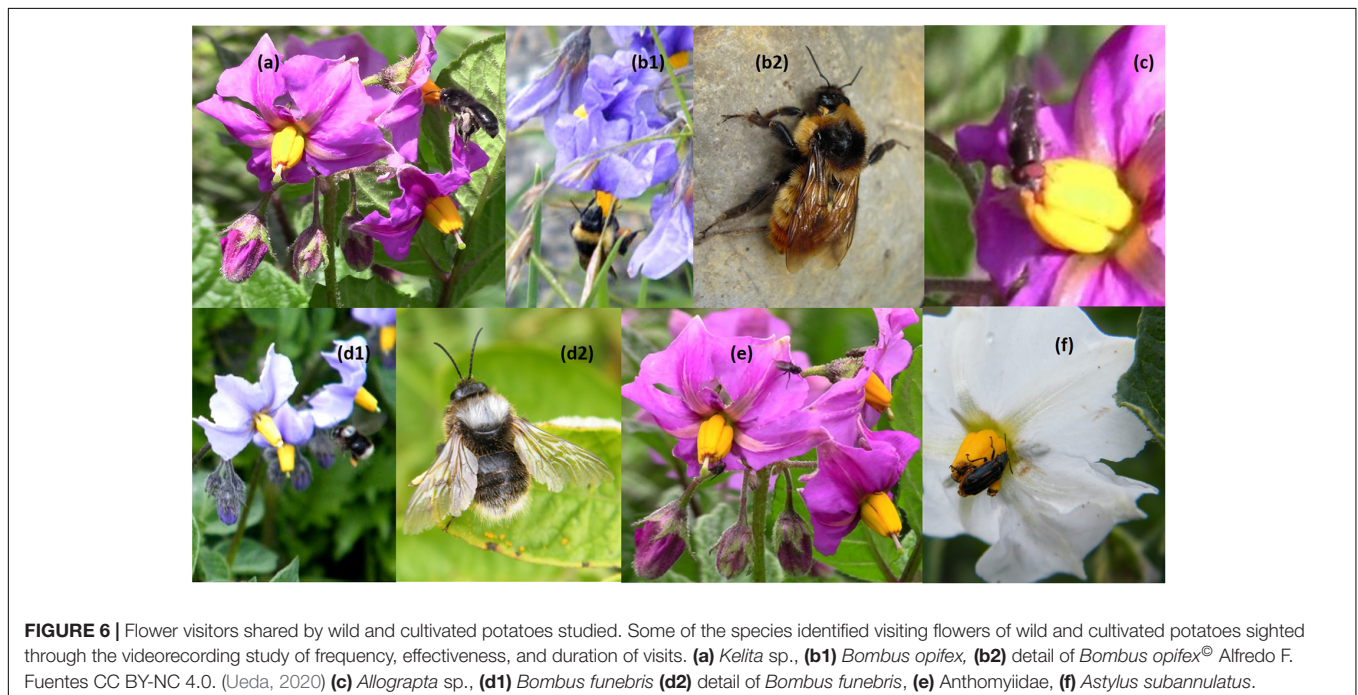 (a)
(b1)
(b2)
(c)
(d1)
(d2)
(e)
(f)
FIGURE 6 | Flower visitors shared by wild and cultivated potatoes studied. Some of the species identified visiting flowers of wild and cultivated potatoes sighted
through the videorecording study of frequency, effectiveness, and duration of visits. (a) Kelita sp., (b1) Bombus opifex, (b2) detail of Bombus opifex© Alfredo F.
Fuentes CC BY-NC 4.0. (Ueda, 2020) (c) Allograpta sp., (d1) Bombus funebris (d2) detail of Bombus funebris, (e) Anthomyiidae, (f) Astylus subannulatus.